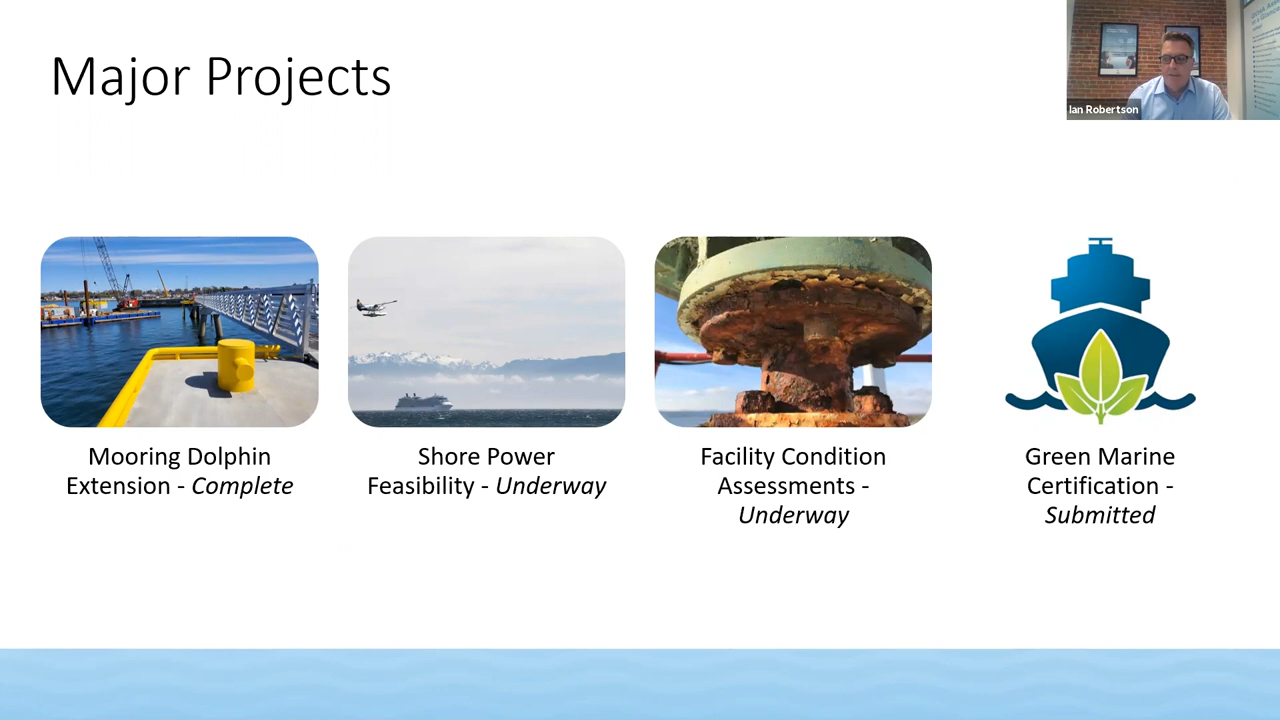 Major Projects
Ian Robertson
Mooring Dolphin
Extension - Complete
Shore Power
Feasibility - Underway
Facility Condition
Assessments -
Underway
Green Marine
Certification -
Submitted